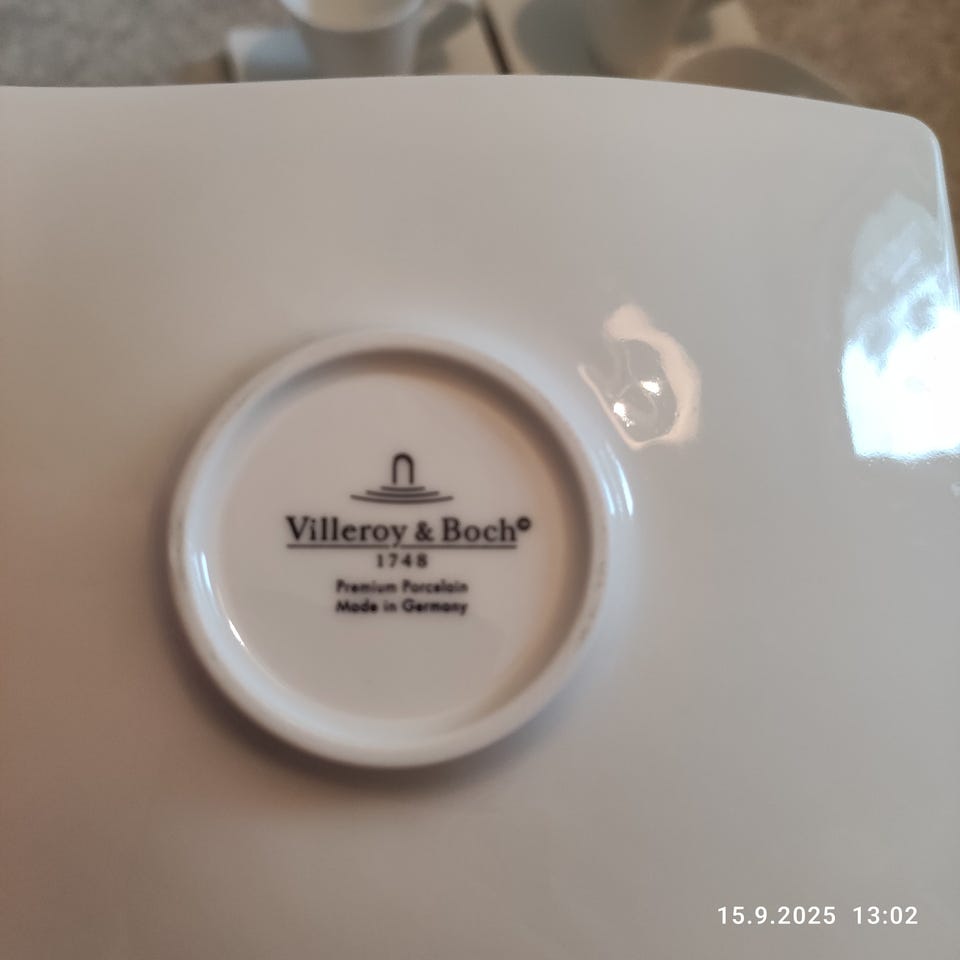 Villeroy & Boch©
1748
Premium Porcelain
Made in Germany
15.9.2025 13:02